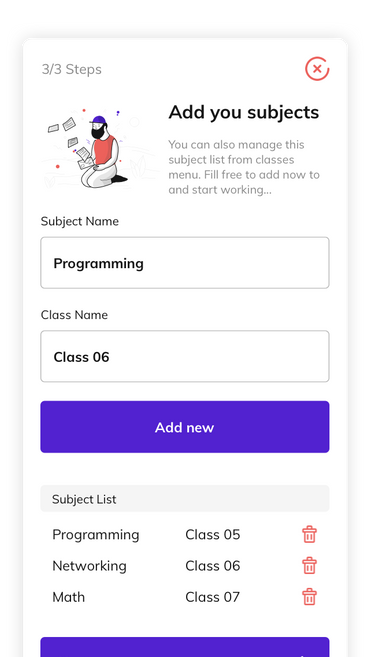 3/3 Steps
Add you subjects
You can also manage this
subject list from classes
menu. Fill free to add now to
and start working...
Subject Name
Programming
Class Name
Class 06
Add new
Subject List
Programming Class 05
Networking Class 06
Math Class 07